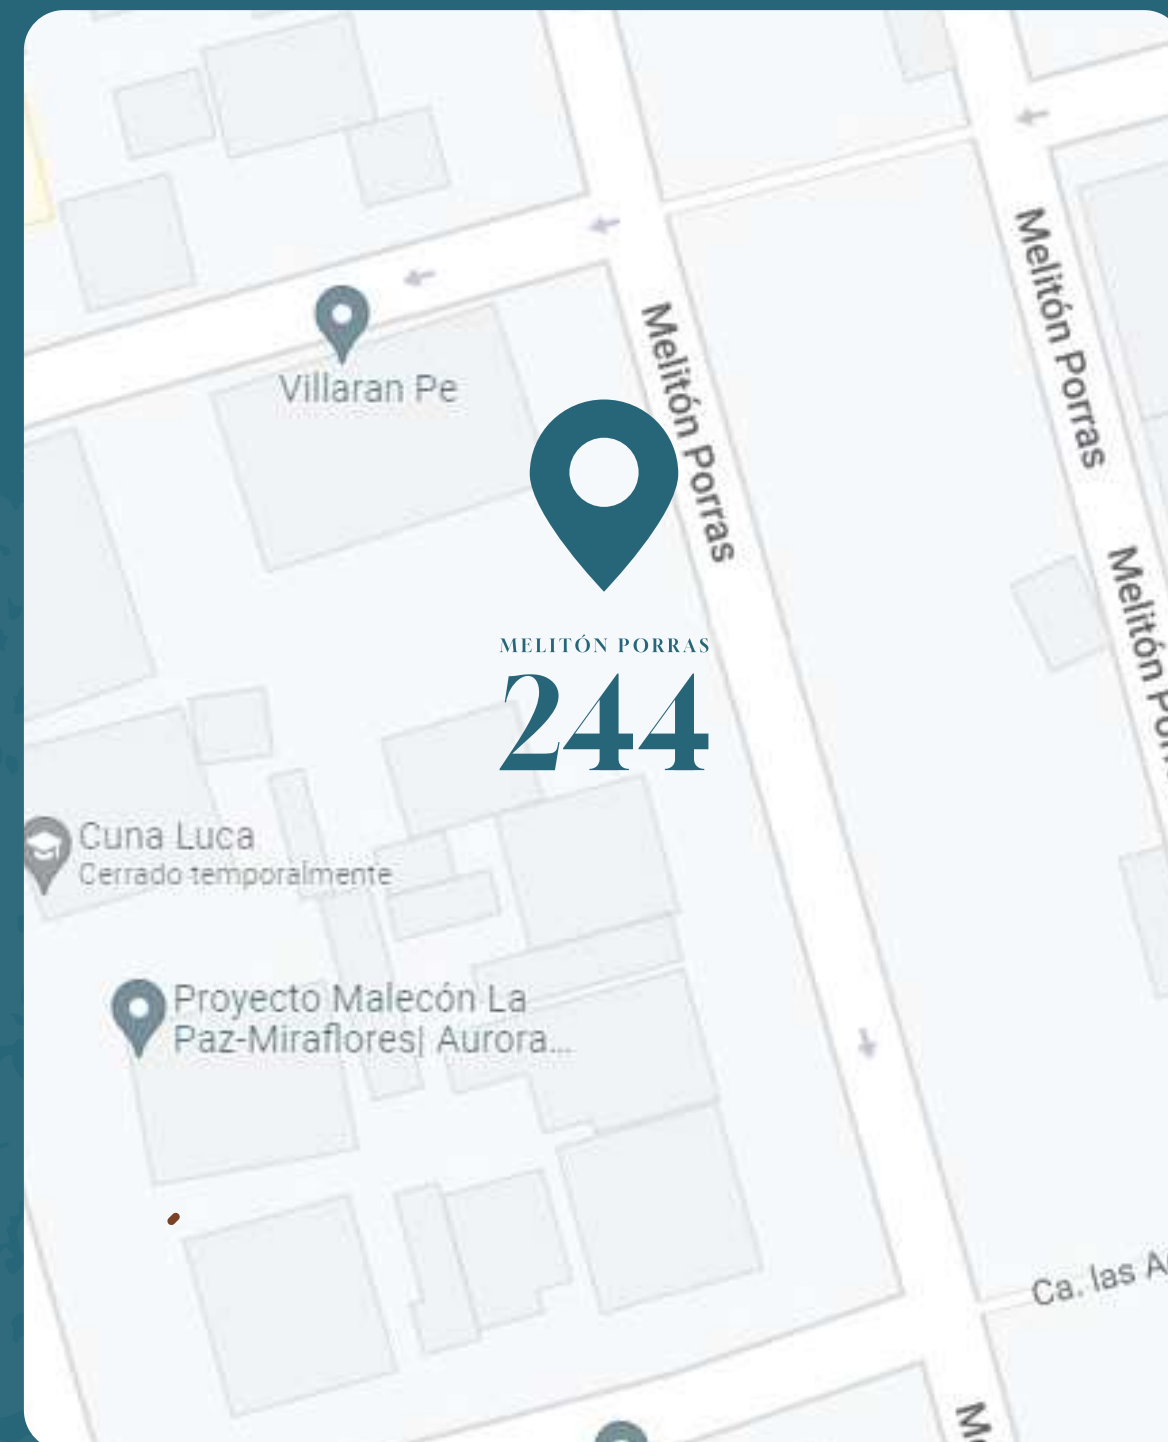 Melitón Porras
Melitón Porras
Villaran Pe
Melitón
MELITÓN PORRAS
244
Cuna Luca
Cerrado temporalmente
Proyecto Malecón La
Paz-Miraflores| Aurora...
Ca. las